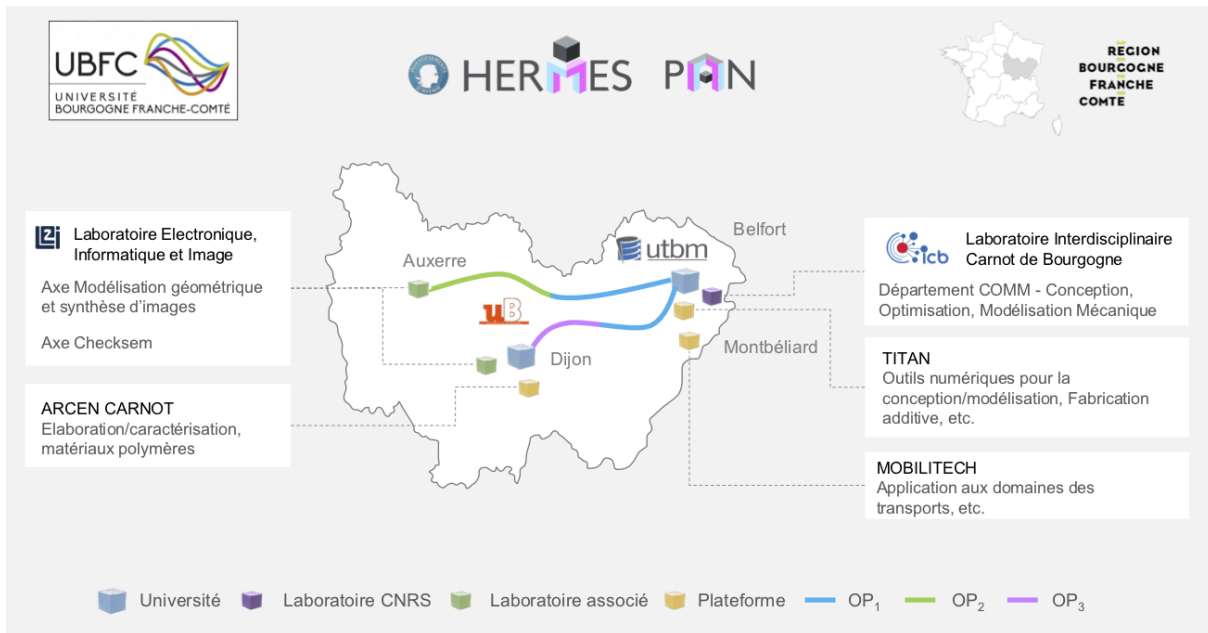 UBFC
UNIVERSITÉ
BOURGOGNE FRANCHE-COMTÉ
HERMES PAN
REGION
BOURGOGNE
FRANCHE
COMTE
Laboratoire Electronique,
Informatique et Image
Axe Modélisation géométrique
et synthèse d'images
Axe Checksem
ARCEN CARNOT
Elaboration/caractérisation,
matériaux polymères
Auxerre
uB
Dijon
utbm
Belfort
Montbéliard
icb
Laboratoire Interdisciplinaire
Carnot de Bourgogne
Département COMM - Conception,
Optimisation, Modélisation Mécanique
TITAN
Outils numériques pour la
conception/modélisation, Fabrication
additive, etc.
MOBILITECH
Application aux domaines des
transports, etc.
Université Laboratoire CNRS Laboratoire associé Plateforme OP₁ OP₂ OP₃